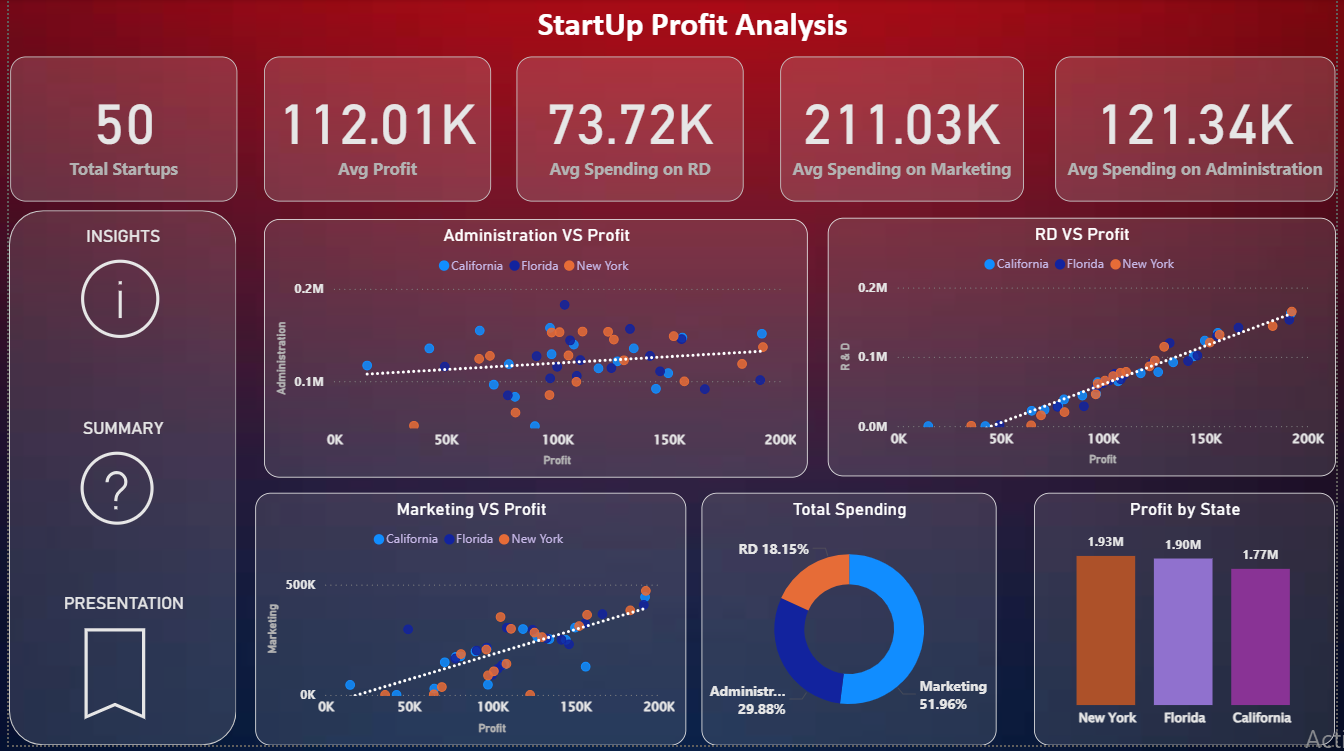 StartUp Profit Analysis
50
Total Startups
112.01K
Avg Profit
73.72K
Avg Spending on RD
211.03K
Avg Spending on Marketing
121.34K
Avg Spending on Administration
INSIGHTS
i
SUMMARY
?
PRESENTATION
Administration VS Profit
California Florida New York
Administration
0.2M
0.1M
0K 50K 100K 150K 200K
Profit
RD VS Profit
California Florida New York
R & D
0.2M
0.1M
0.0M
0K 50K 100K 150K 200K
Profit
Marketing VS Profit
California Florida New York
Marketing
500K
0K
0K 50K 100K 150K 200K
Profit
Total Spending
RD 18.15%
Administr...
29.88%
Marketing
51.96%
Profit by State
1.93M 1.90M 1.77M
New York Florida California
Act